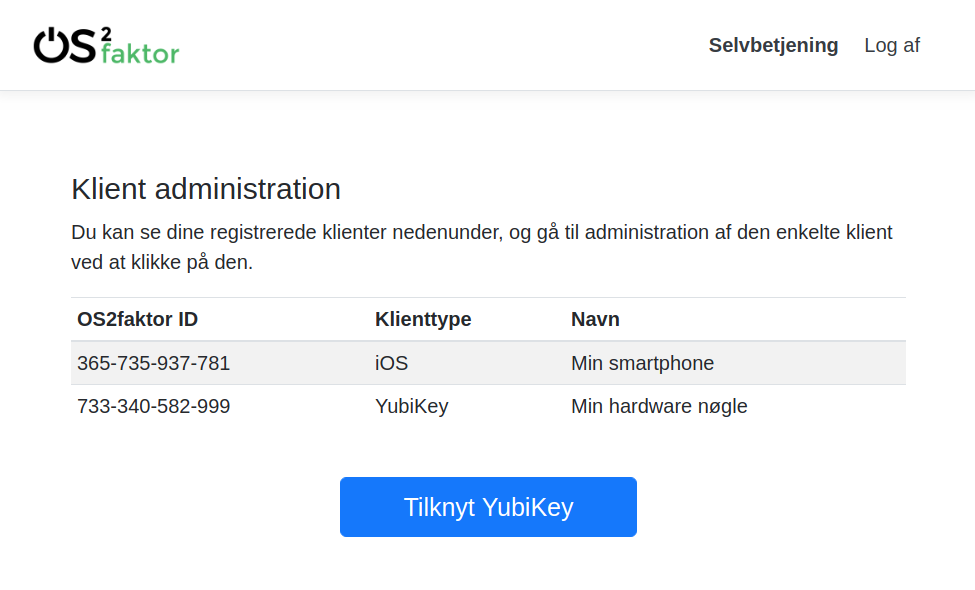 OS2faktor
Selvbetjening Log af
Klient administration
Du kan se dine registrerede klienter nedenunder, og gå til administration af den enkelte klient
ved at klikke på den.
OS2faktor ID Klienttype Navn
365-735-937-781 iOS Min smartphone
733-340-582-999 YubiKey Min hardware nøgle
Tilknyt YubiKey